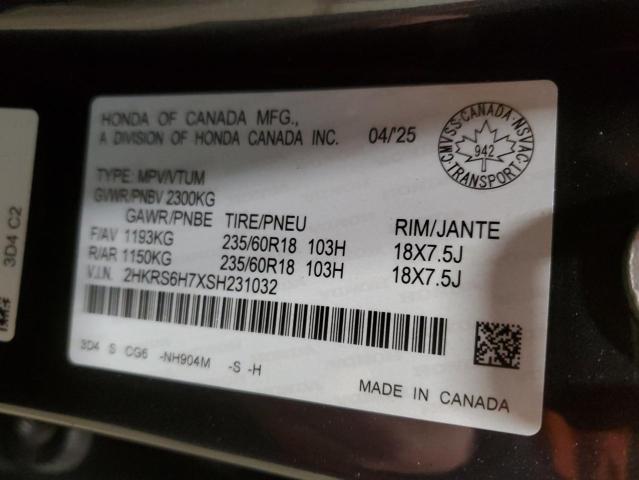 HONDA OF CANADA MFG.,
A DIVISION OF HONDA CANADA INC. 04/'25
CMVSS-CANADA-NSVAC
942
TRANSPORT
TYPE: MPV/VTUM
GVWR/PNBV 2300KG
GAWR/PNBE TIRE/PNEU RIM/JANTE
F/AV 1193KG 235/60R18 103H 18X7.5J
R/AR 1150KG 235/60R18 103H 18X7.5J
V.I.N. 2HKRS6H7XSH231032
3D4 S CG6 -NH904M -S -H
MADE IN CANADA
3D4 C2